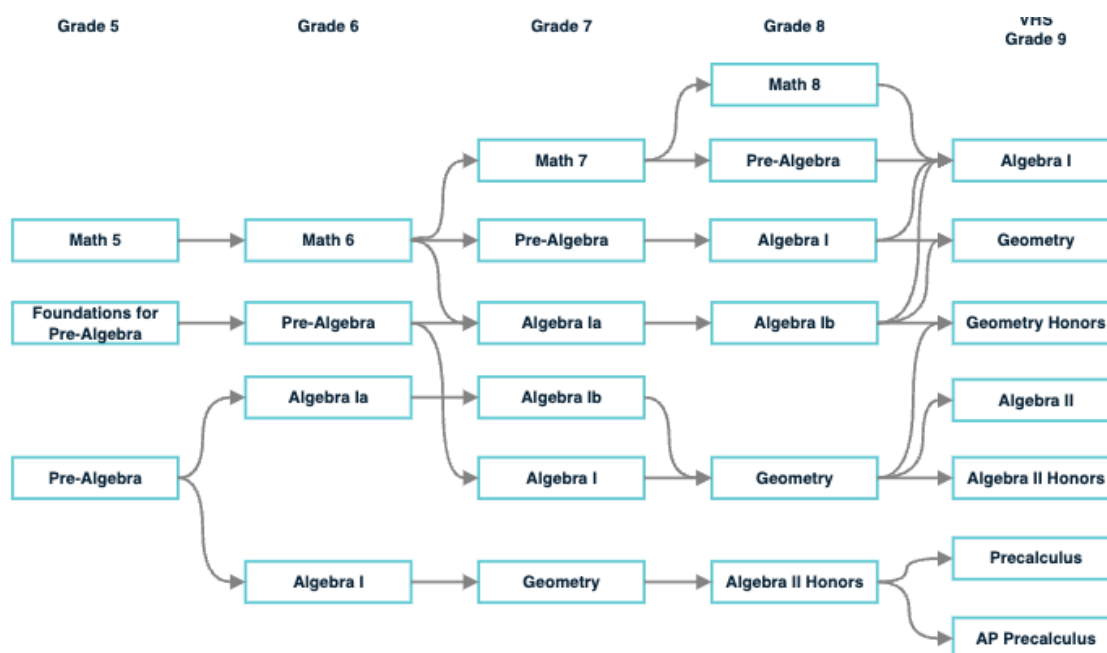 Grade 5
Grade 6
Grade 7
Grade 8
VHS
Grade 9
Math 8
Math 7
Pre-Algebra
Algebra I
Math 5
Math 6
Pre-Algebra
Algebra I
Geometry
Foundations for
Pre-Algebra
Pre-Algebra
Algebra Ia
Algebra Ib
Geometry Honors
Algebra Ia
Algebra Ib
Algebra II
Pre-Algebra
Algebra I
Geometry
Algebra II Honors
Algebra I
Geometry
Algebra II Honors
Precalculus
AP Precalculus